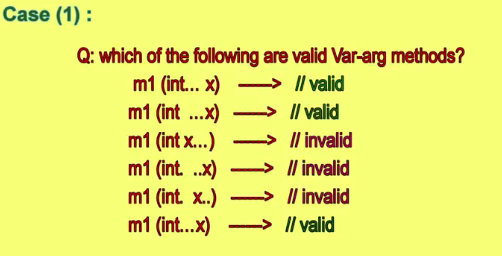 Case (1) :
Q: which of the following are valid Var-arg methods?
m1 (int... x) ----> // valid
m1 (int ...x) ----> // valid
m1 (int x...) ----> // invalid
m1 (int. ..x) ----> // invalid
m1 (int. x..) ----> // invalid
m1 (int...x) ----> // valid